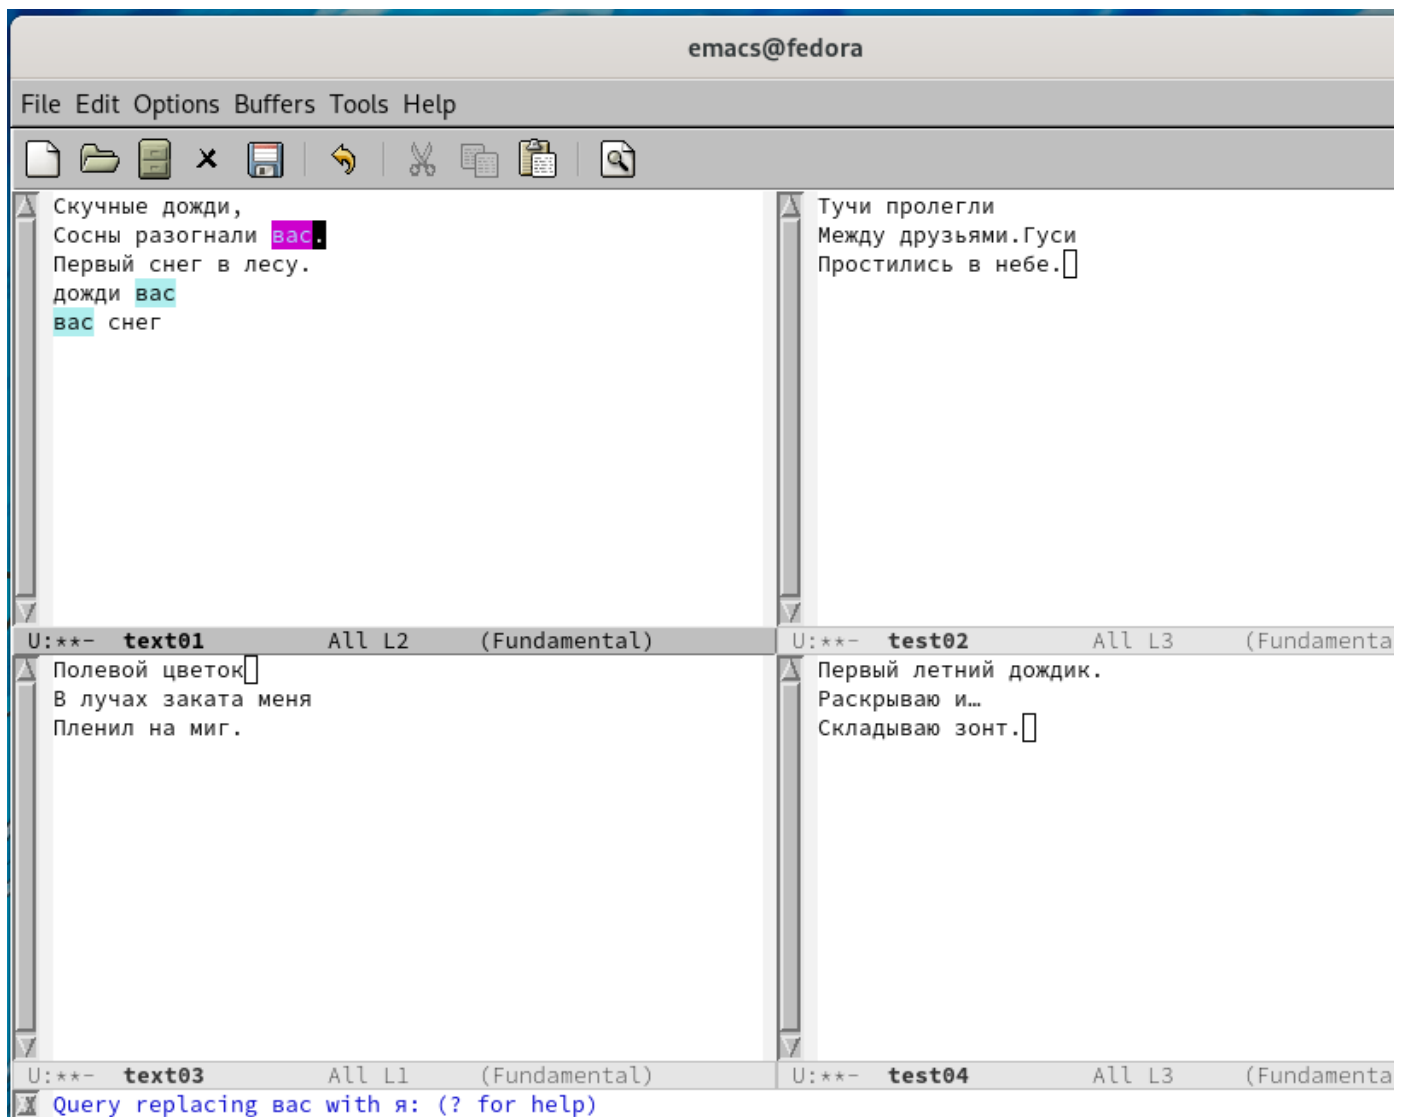 emacs@fedora
File Edit Options Buffers Tools Help
Скучные дожди,
Сосны разогнали вас.
Первый снег в лесу.
дожди вас
вас снег
U:**-  text01         All L2     (Fundamental)
Тучи пролегли
Между друзьями.Гуси
Простились в небе.
U:**-  test02         All L3     (Fundamenta
Полевой цветок
В лучах заката меня
Пленил на миг.
U:**-  text03         All L1     (Fundamental)
Первый летний дождик.
Раскрываю и…
Складываю зонт.
U:**-  test04         All L3     (Fundamenta
Query replacing вас with я: (? for help)